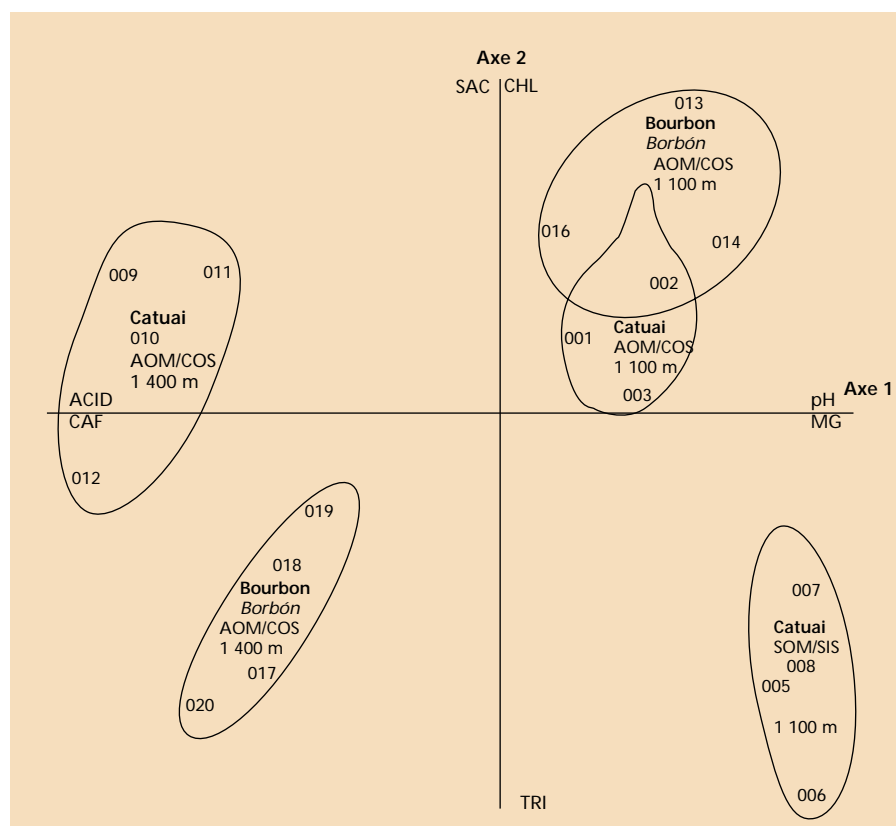 Axe 2
SAC CHL
013
Bourbon
Borbón
AOM/COS
1 100 m
016
014
002
001
Catuai
AOM/COS
1 100 m
003
009
011
Catuai
010
AOM/COS
1 400 m
ACID
CAF
012
pH
MG
Axe 1
019
018
Bourbon
Borbón
AOM/COS
1 400 m
017
020
007
Catuai
SOM/SIS
008
005
1 100 m
006
TRI